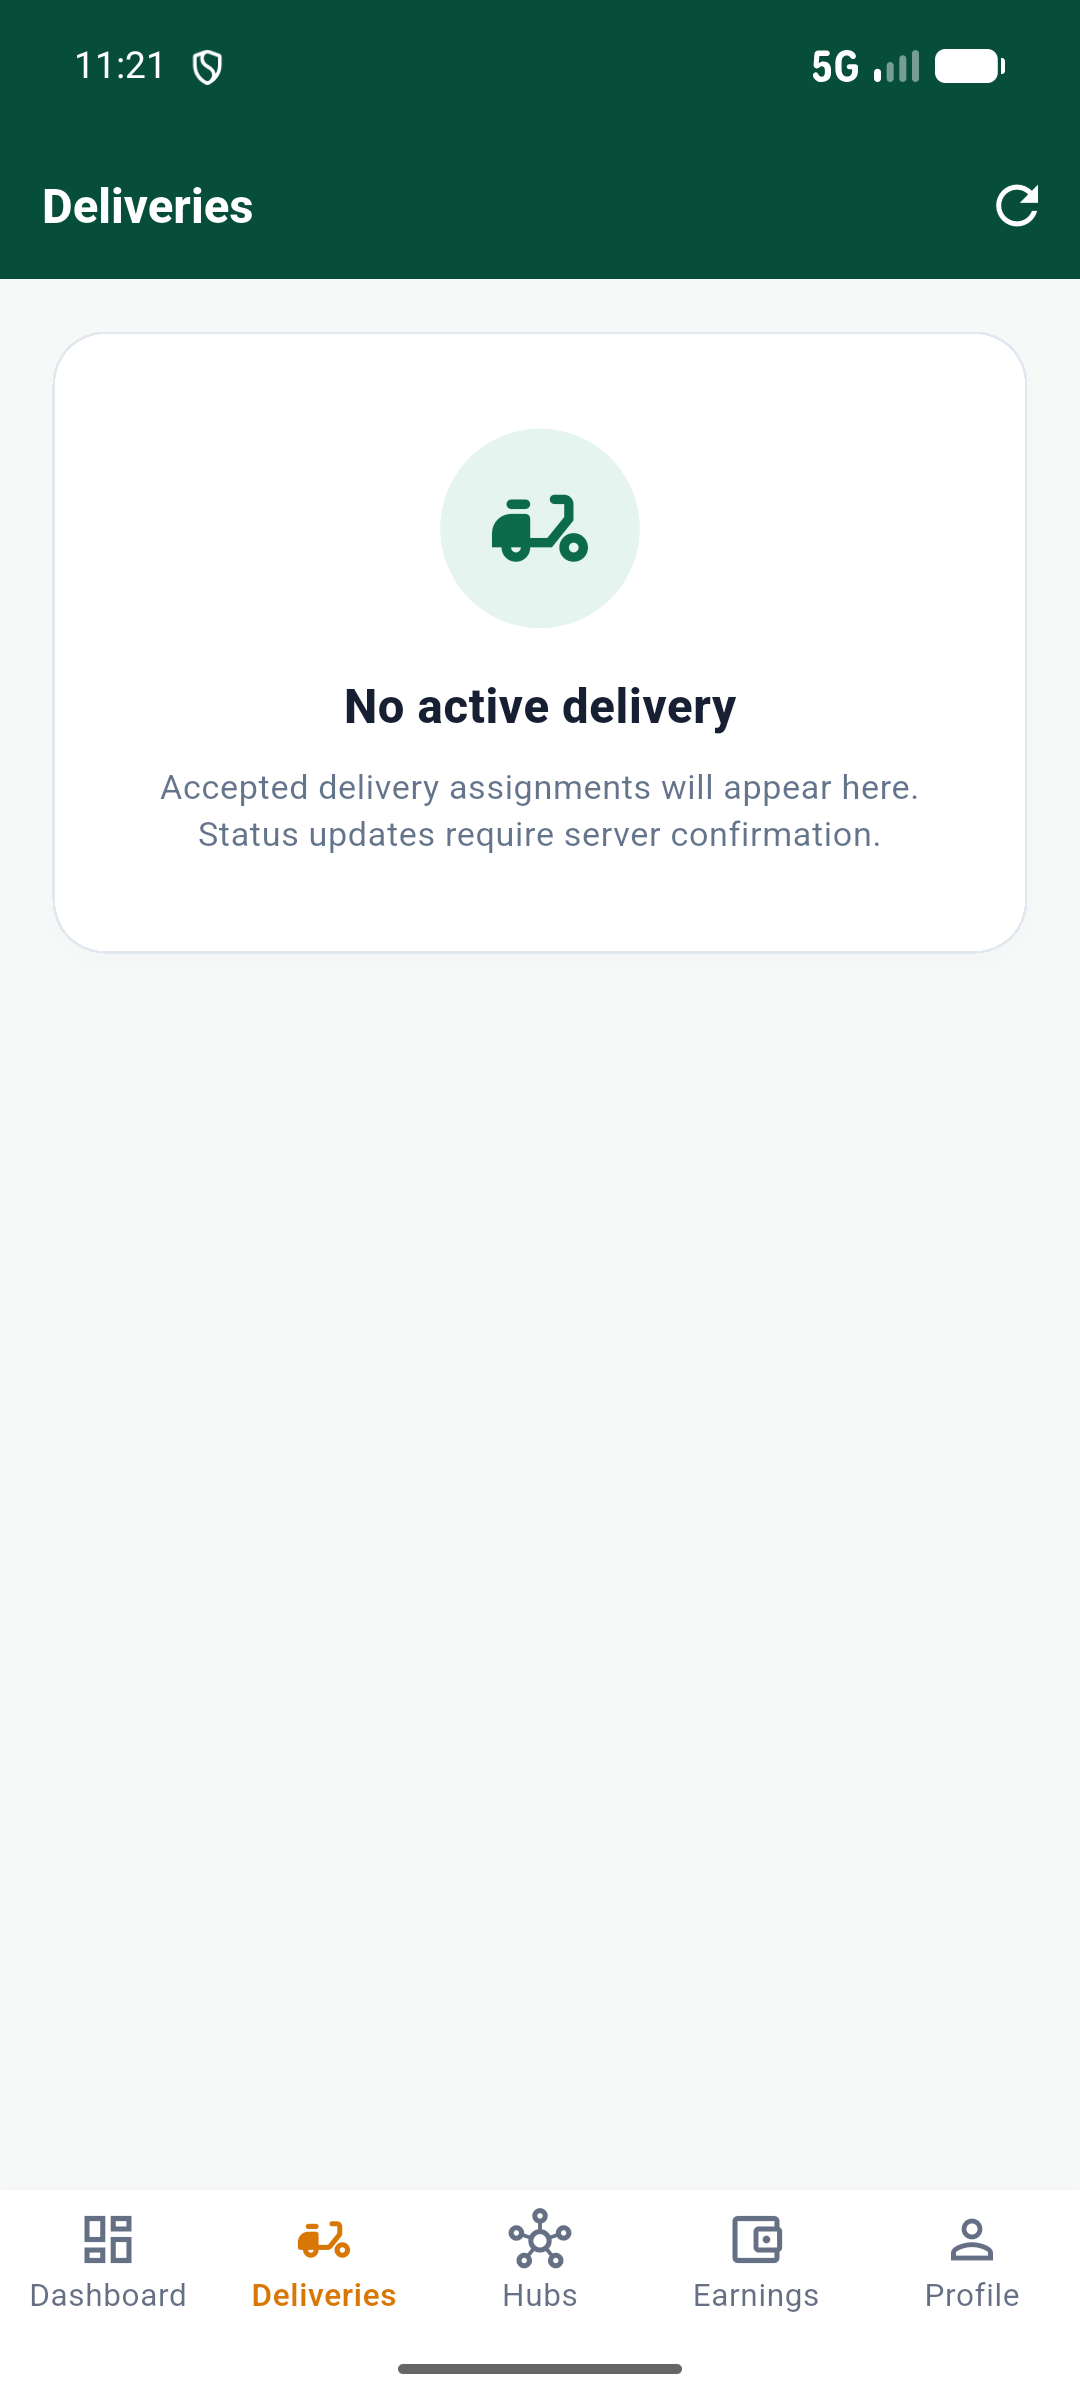 11:21
5G
Deliveries
No active delivery
Accepted delivery assignments will appear here.
Status updates require server confirmation.
Dashboard
Deliveries
Hubs
Earnings
Profile